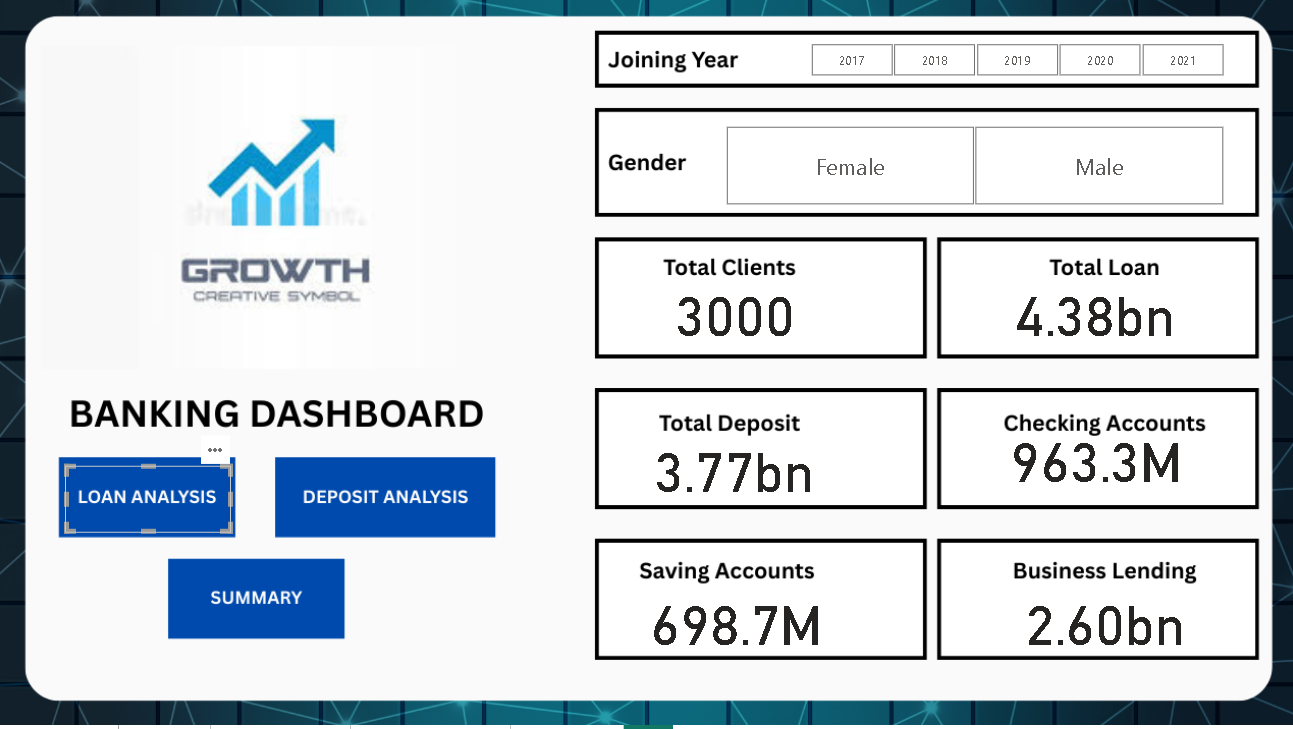 GROWTH
CREATIVE SYMBOL
BANKING DASHBOARD
LOAN ANALYSIS
DEPOSIT ANALYSIS
SUMMARY
Joining Year
2017
2018
2019
2020
2021
Gender
Female
Male
Total Clients
3000
Total Loan
4.38bn
Total Deposit
3.77bn
Checking Accounts
963.3M
Saving Accounts
698.7M
Business Lending
2.60bn